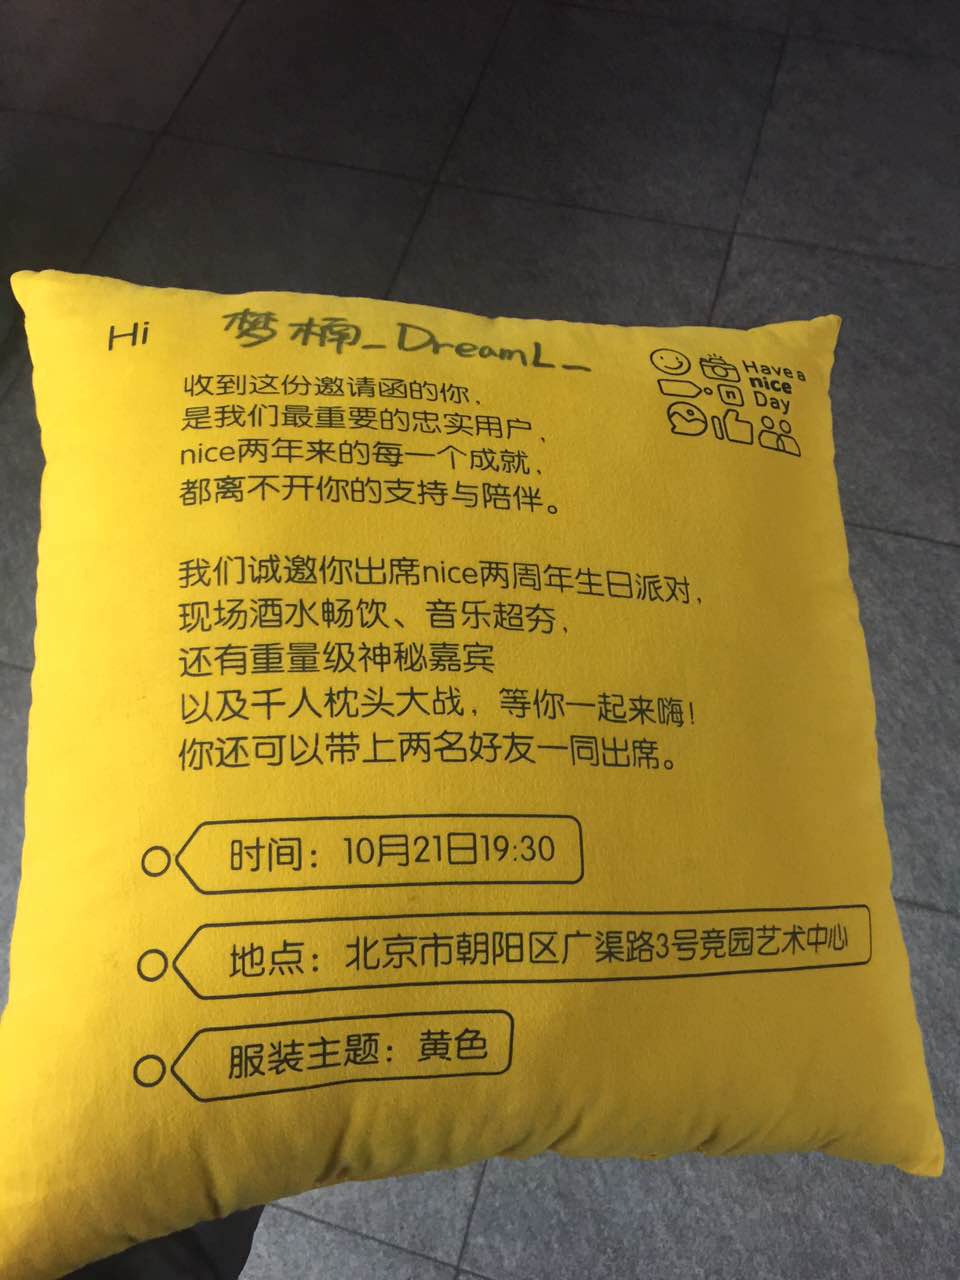 Hi 梦楠_DreamL_
Have a
nice
Day
收到这份邀请函的你，
是我们最重要的忠实用户，
nice两年来的每一个成就，
都离不开你的支持与陪伴。
我们诚邀你出席nice两周年生日派对，
现场酒水畅饮、音乐超夯，
还有重量级神秘嘉宾
以及千人枕头大战，等你一起来嗨！
你还可以带上两名好友一同出席。
时间：10月21日19:30
地点：北京市朝阳区广渠路3号竞园艺术中心
服装主题：黄色